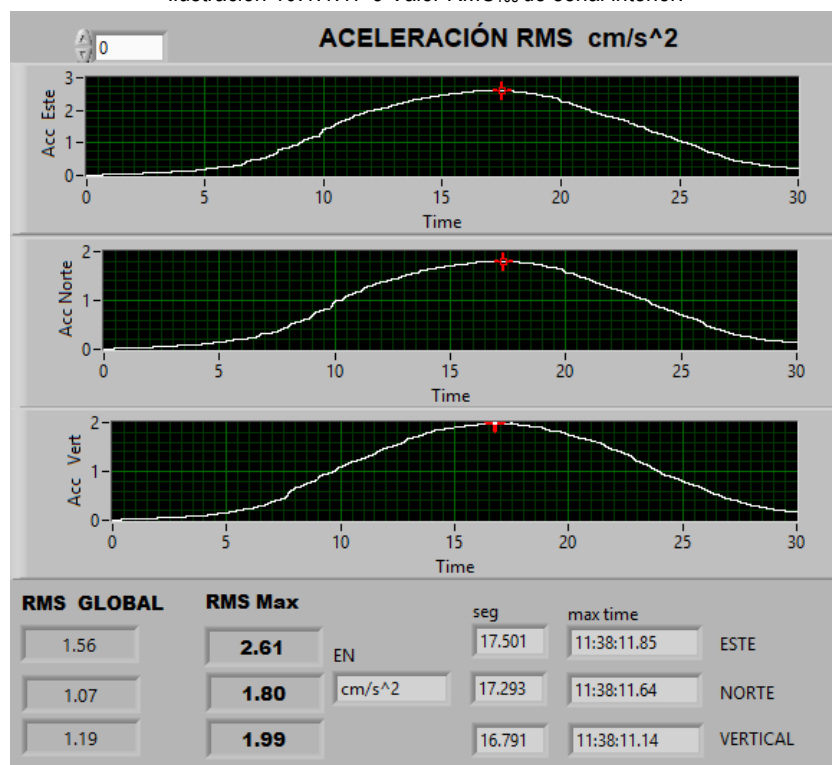 0
ACELERACIÓN RMS cm/s^2
Acc Este
3
2
1
0
0 5 10 15 20 25 30
Time
Acc Norte
2
1
0
0 5 10 15 20 25 30
Time
Acc Vert
2
1
0
0 5 10 15 20 25 30
Time
RMS GLOBAL RMS Max seg max time
1.56 2.61 EN 17.501 11:38:11.85 ESTE
1.07 1.80 cm/s^2 17.293 11:38:11.64 NORTE
1.19 1.99 16.791 11:38:11.14 VERTICAL